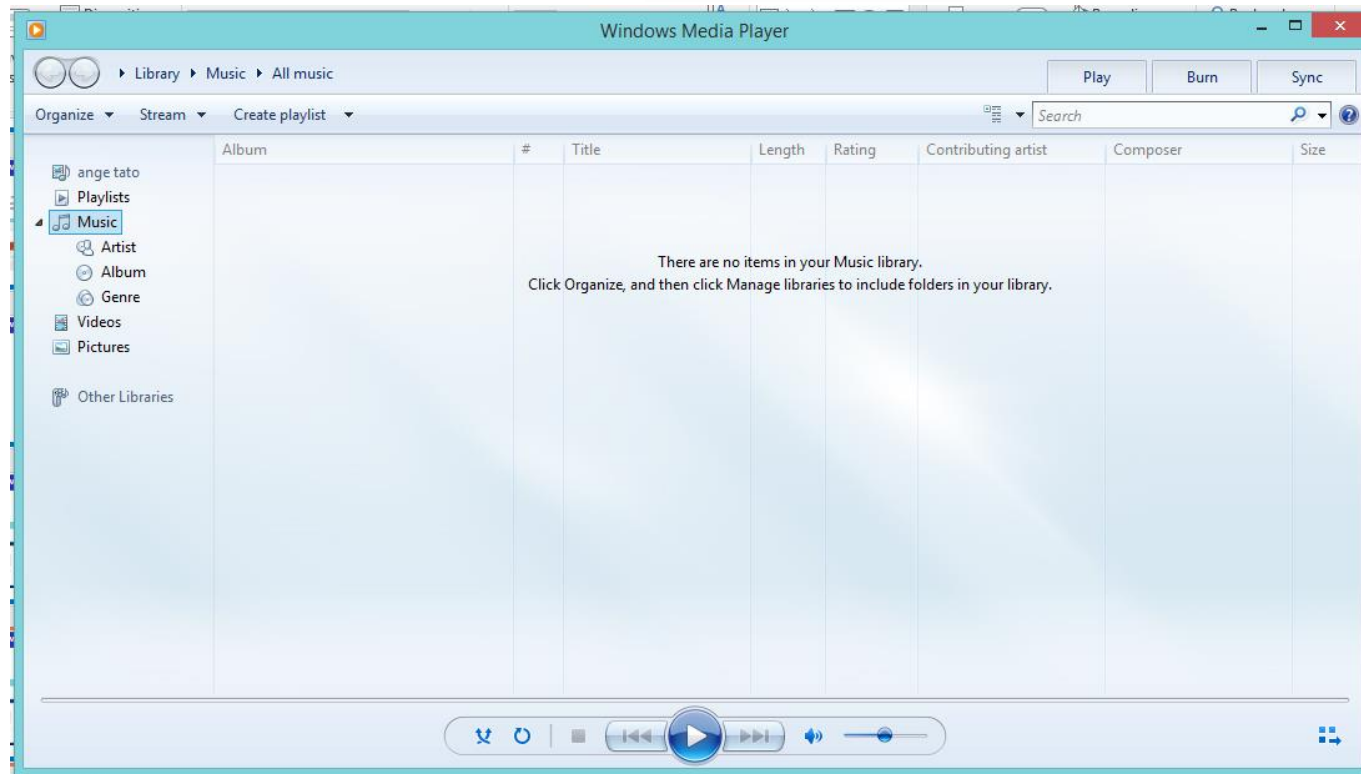 Windows Media Player
Library Music All music
Play Burn Sync
Organize Stream Create playlist Search
Album # Title Length Rating Contributing artist Composer Size
ange tato
Playlists
Music
Artist
Album
Genre
Videos
Pictures
Other Libraries
There are no items in your Music library.
Click Organize, and then click Manage libraries to include folders in your library.